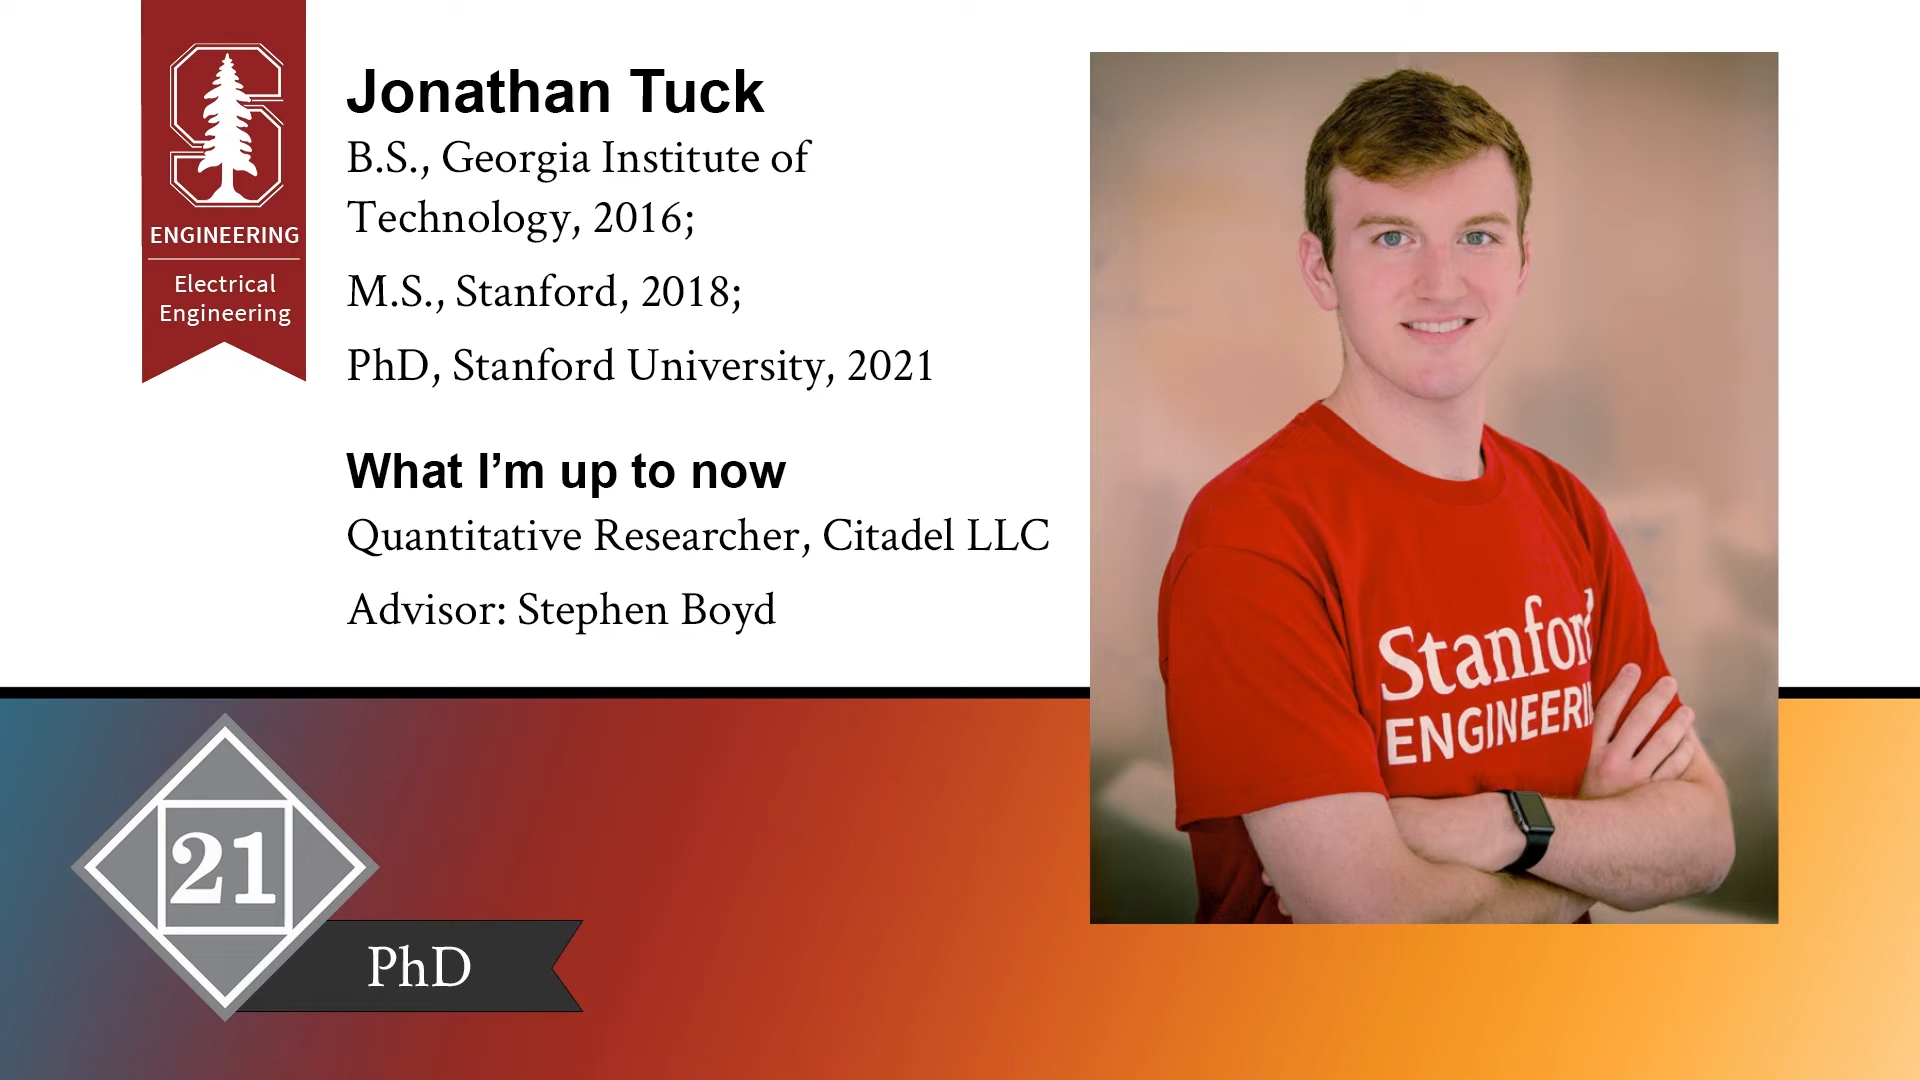 ENGINEERING
Electrical
Engineering
Jonathan Tuck
B.S., Georgia Institute of
Technology, 2016;
M.S., Stanford, 2018;
PhD, Stanford University, 2021
What I’m up to now
Quantitative Researcher, Citadel LLC
Advisor: Stephen Boyd
Stanford
ENGINEERI
21
PhD